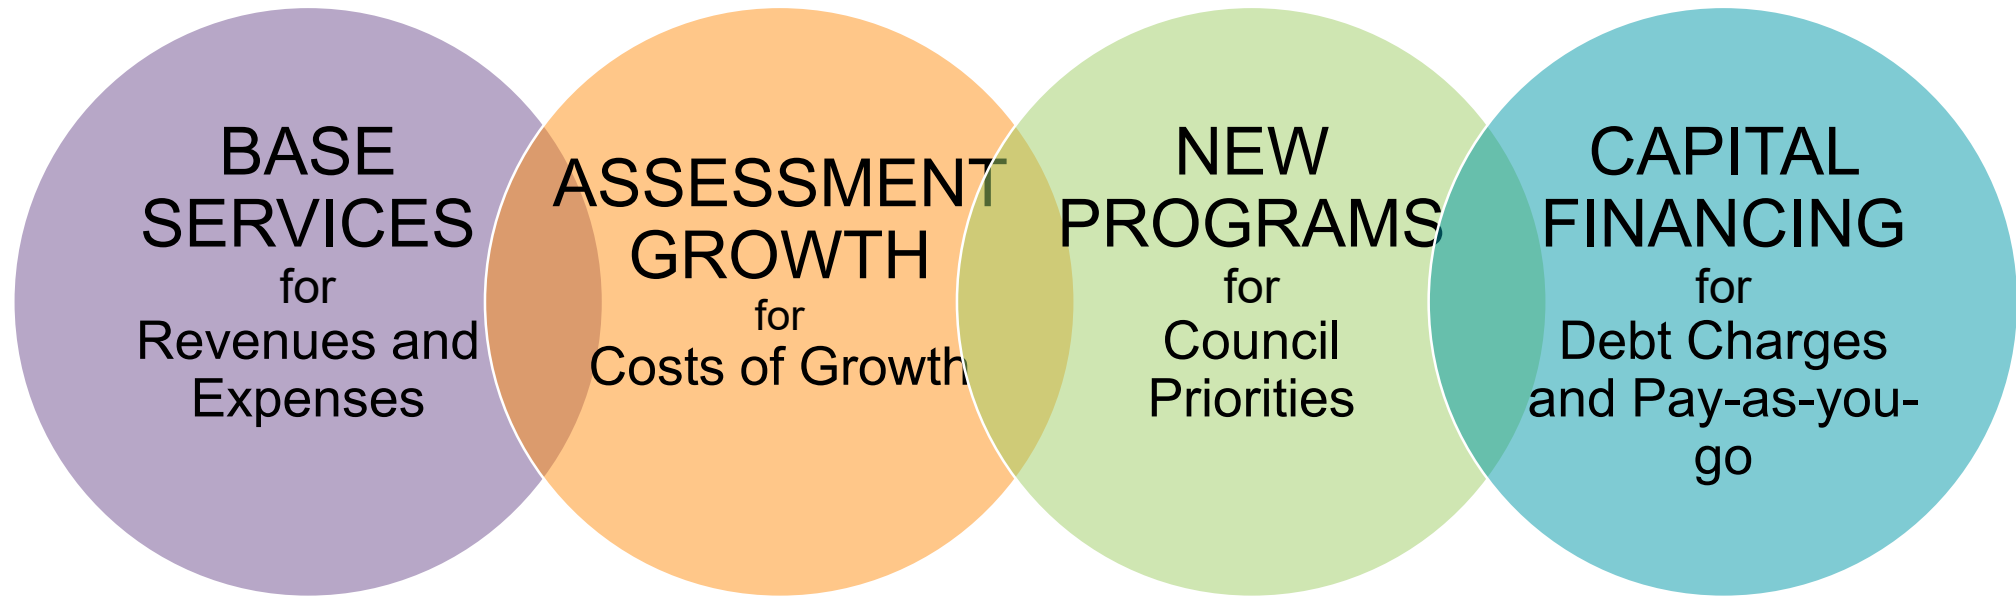 BASE
SERVICES
for
Revenues and
Expenses
ASSESSMENT
GROWTH
for
Costs of Growth
NEW
PROGRAMS
for
Council
Priorities
CAPITAL
FINANCING
for
Debt Charges
and Pay-as-you-
go